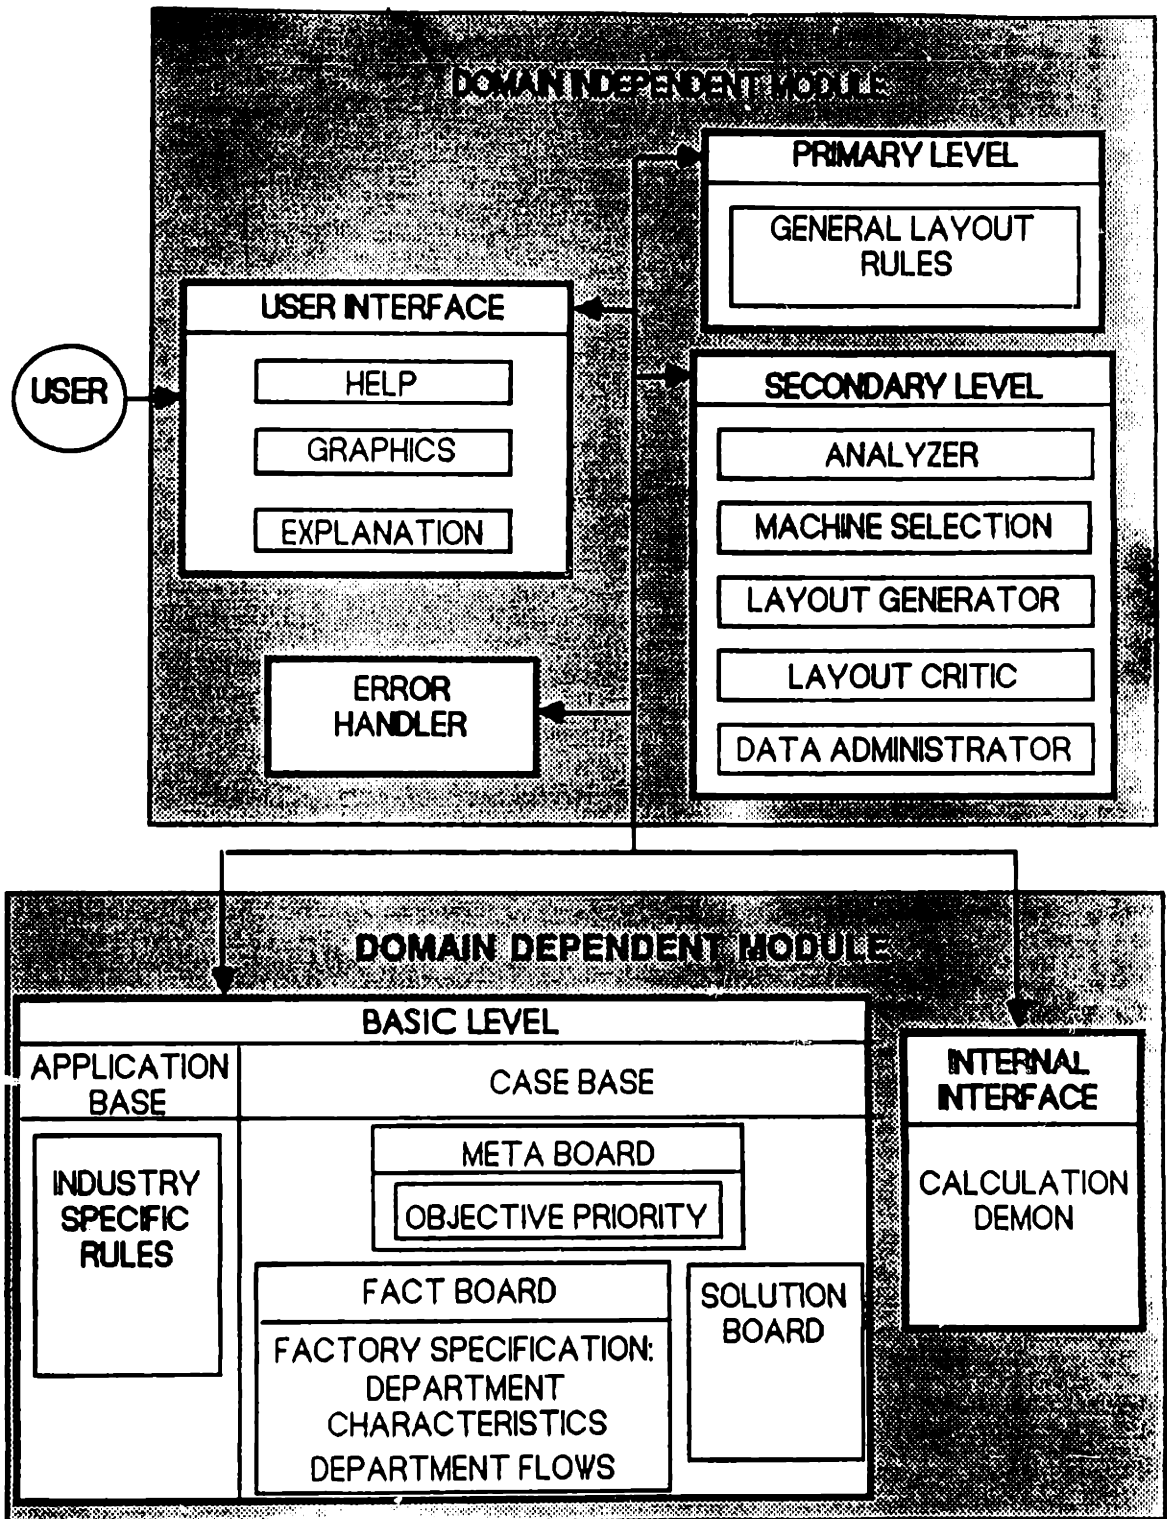 DOMAIN INDEPENDENT MODULE
PRIMARY LEVEL
GENERAL LAYOUT
RULES
USER INTERFACE
HELP
GRAPHICS
EXPLANATION
USER
SECONDARY LEVEL
ANALYZER
MACHINE SELECTION
LAYOUT GENERATOR
LAYOUT CRITIC
DATA ADMINISTRATOR
ERROR
HANDLER
DOMAIN DEPENDENT MODULE
BASIC LEVEL
APPLICATION
BASE
INDUSTRY
SPECIFIC
RULES
CASE BASE
META BOARD
OBJECTIVE PRIORITY
FACT BOARD
FACTORY SPECIFICATION:
DEPARTMENT
CHARACTERISTICS
DEPARTMENT FLOWS
SOLUTION
BOARD
INTERNAL
INTERFACE
CALCULATION
DEMON